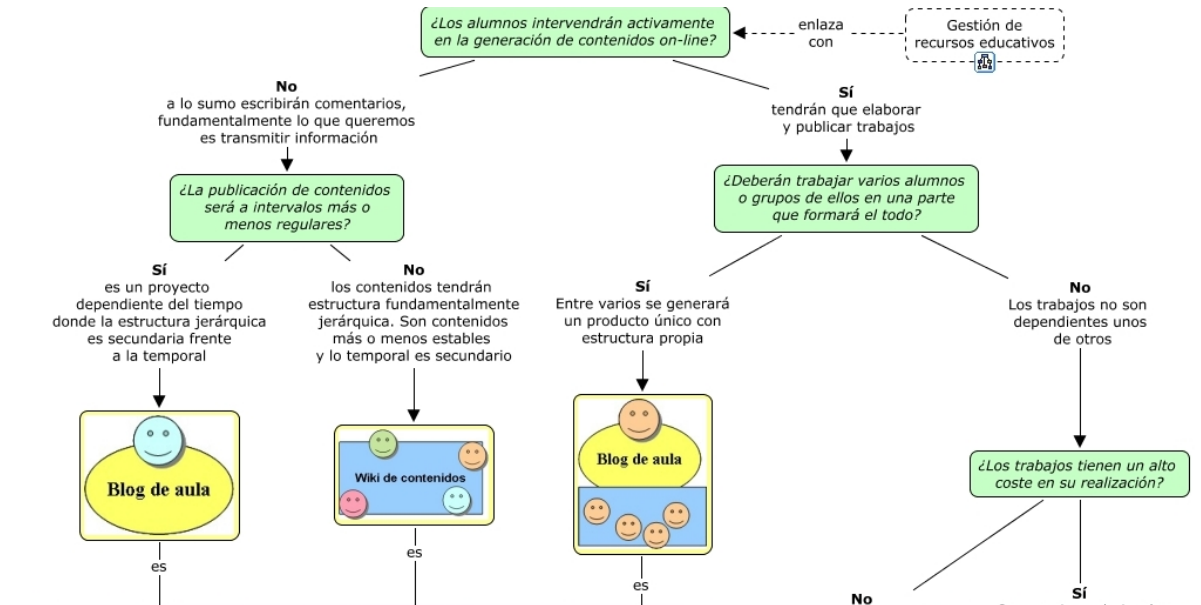 ¿Los alumnos intervendrán activamente
en la generación de contenidos on-line?
enlaza
con
Gestión de
recursos educativos
No
a lo sumo escribirán comentarios,
fundamentalmente lo que queremos
es transmitir información
Sí
tendrán que elaborar
y publicar trabajos
¿La publicación de contenidos
será a intervalos más o
menos regulares?
¿Deberán trabajar varios alumnos
o grupos de ellos en una parte
que formará el todo?
Sí
es un proyecto
dependiente del tiempo
donde la estructura jerárquica
es secundaria frente
a la temporal
No
los contenidos tendrán
estructura fundamentalmente
jerárquica. Son contenidos
más o menos estables
y lo temporal es secundario
Sí
Entre varios se generará
un producto único con
estructura propia
No
Los trabajos no son
dependientes unos
de otros
Blog de aula
Wiki de contenidos
Blog de aula
¿Los trabajos tienen un alto
coste en su realización?
es
es
es
No
Sí